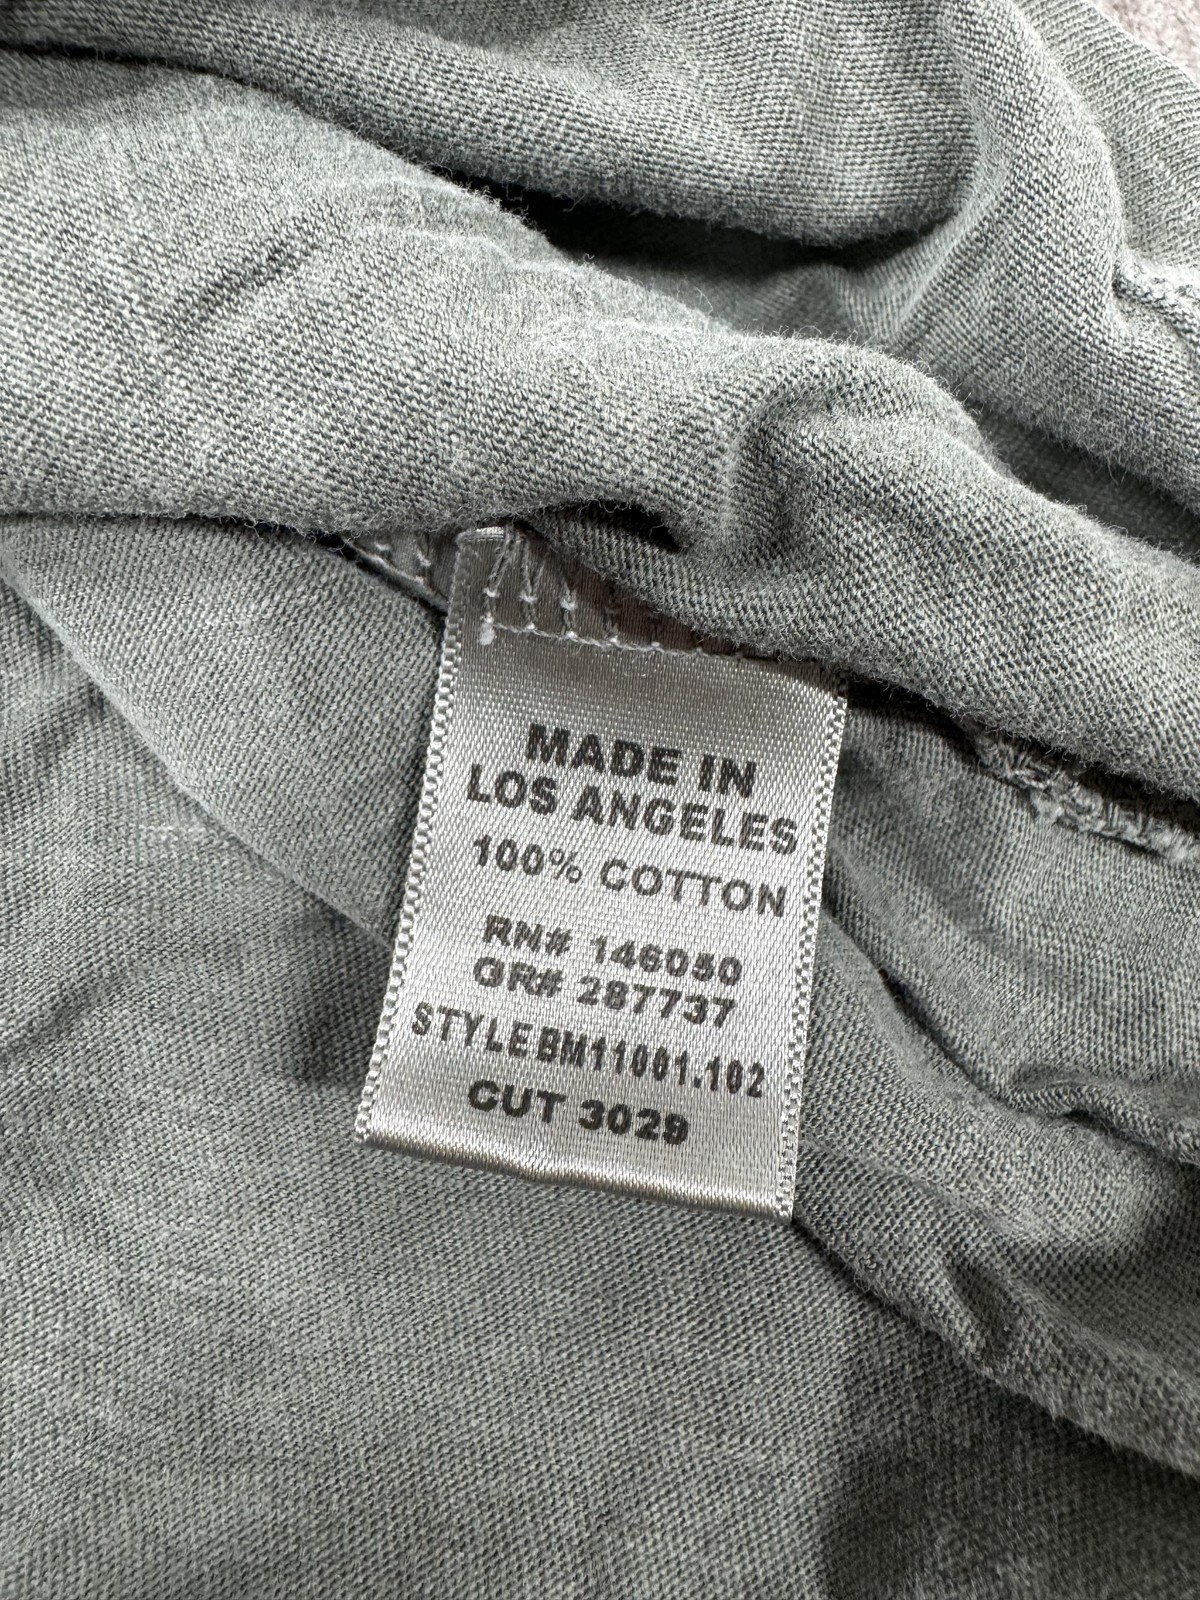 MADE IN
LOS ANGELES
100% COTTON
RN# 146050
GR# 287737
STYLE BM11001.102
CUT 3029